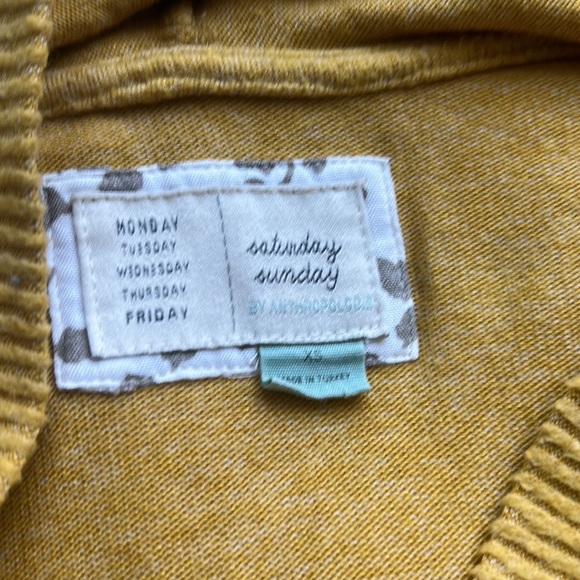 MONDAY
TUESDAY
WEDNESDAY
THURSDAY
FRIDAY
saturday
sunday
BY ANTHROPOLOGIE
XS
MADE IN TURKEY